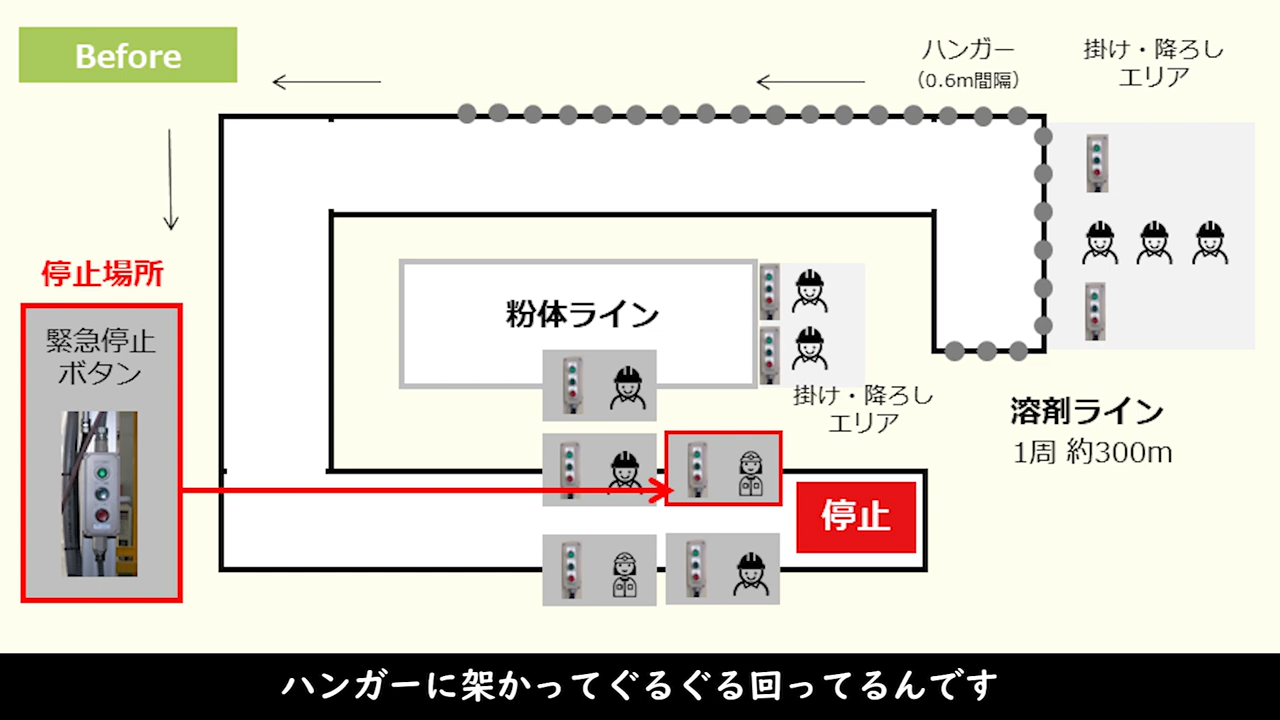 Before
ハンガー
（0.6m間隔）
掛け・降ろし
エリア
停止場所
緊急停止
ボタン
粉体ライン
掛け・降ろし
エリア
溶剤ライン
1周 約300m
停止
ハンガーに架かってぐるぐる回ってるんです